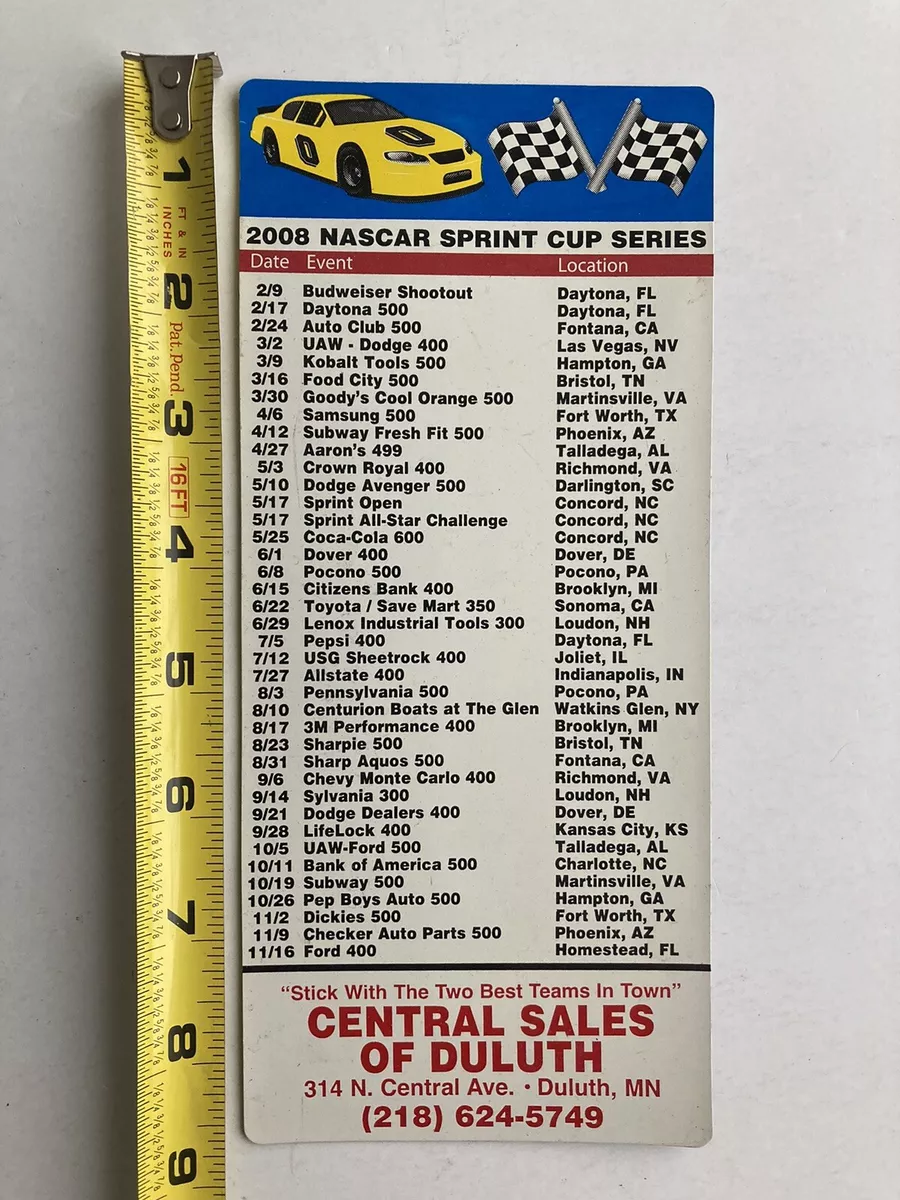 0 0
2008 NASCAR SPRINT CUP SERIES
Date Event Location
2/9 Budweiser Shootout Daytona, FL
2/17 Daytona 500 Daytona, FL
2/24 Auto Club 500 Fontana, CA
3/2 UAW - Dodge 400 Las Vegas, NV
3/9 Kobalt Tools 500 Hampton, GA
3/16 Food City 500 Bristol, TN
3/30 Goody's Cool Orange 500 Martinsville, VA
4/6 Samsung 500 Fort Worth, TX
4/12 Subway Fresh Fit 500 Phoenix, AZ
4/27 Aaron's 499 Talladega, AL
5/3 Crown Royal 400 Richmond, VA
5/10 Dodge Avenger 500 Darlington, SC
5/17 Sprint Open Concord, NC
5/17 Sprint All-Star Challenge Concord, NC
5/25 Coca-Cola 600 Concord, NC
6/1 Dover 400 Dover, DE
6/8 Pocono 500 Pocono, PA
6/15 Citizens Bank 400 Brooklyn, MI
6/22 Toyota / Save Mart 350 Sonoma, CA
6/29 Lenox Industrial Tools 300 Loudon, NH
7/5 Pepsi 400 Daytona, FL
7/12 USG Sheetrock 400 Joliet, IL
7/27 Allstate 400 Indianapolis, IN
8/3 Pennsylvania 500 Pocono, PA
8/10 Centurion Boats at The Glen Watkins Glen, NY
8/17 3M Performance 400 Brooklyn, MI
8/23 Sharpie 500 Bristol, TN
8/31 Sharp Aquos 500 Fontana, CA
9/6 Chevy Monte Carlo 400 Richmond, VA
9/14 Sylvania 300 Loudon, NH
9/21 Dodge Dealers 400 Dover, DE
9/28 LifeLock 400 Kansas City, KS
10/5 UAW-Ford 500 Talladega, AL
10/11 Bank of America 500 Charlotte, NC
10/19 Subway 500 Martinsville, VA
10/26 Pep Boys Auto 500 Hampton, GA
11/2 Dickies 500 Fort Worth, TX
11/9 Checker Auto Parts 500 Phoenix, AZ
11/16 Ford 400 Homestead, FL
"Stick With The Two Best Teams In Town"
CENTRAL SALES
OF DULUTH
314 N. Central Ave. • Duluth, MN
(218) 624-5749
1
FT & IN
INCHES
2
Pat. Pend.
3
16FT
4
5
6
7
8
9